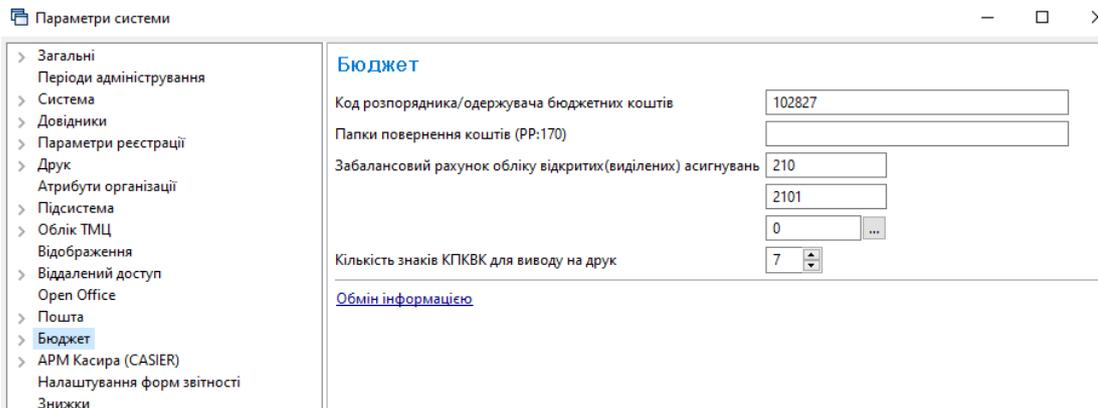 Параметри системи
Загальні
Періоди адміністрування
Система
Довідники
Параметри реєстрації
Друк
Атрибути організації
Підсистема
Облік ТМЦ
Відображення
Віддалений доступ
Open Office
Пошта
Бюджет
АРМ Касира (CASIER)
Налаштування форм звітності
Знижки
Бюджет
Код розпорядника/одержувача бюджетних коштів 102827
Папки повернення коштів (PP:170)
Забалансовий рахунок обліку відкритих(виділених) асигнувань 210
2101
0 ...
Кількість знаків КПКВК для виводу на друк 7
Обмін інформацією